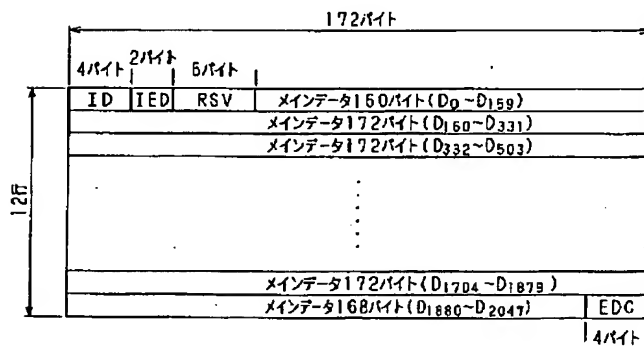 172バイト
4バイト 2バイト 6バイト
ID IED RSV メインデータ160バイト(D0~D159)
メインデータ172バイト(D160~D331)
メインデータ172バイト(D332~D503)
12行
メインデータ172バイト(D1704~D1879)
メインデータ168バイト(D1880~D2047) EDC
4バイト